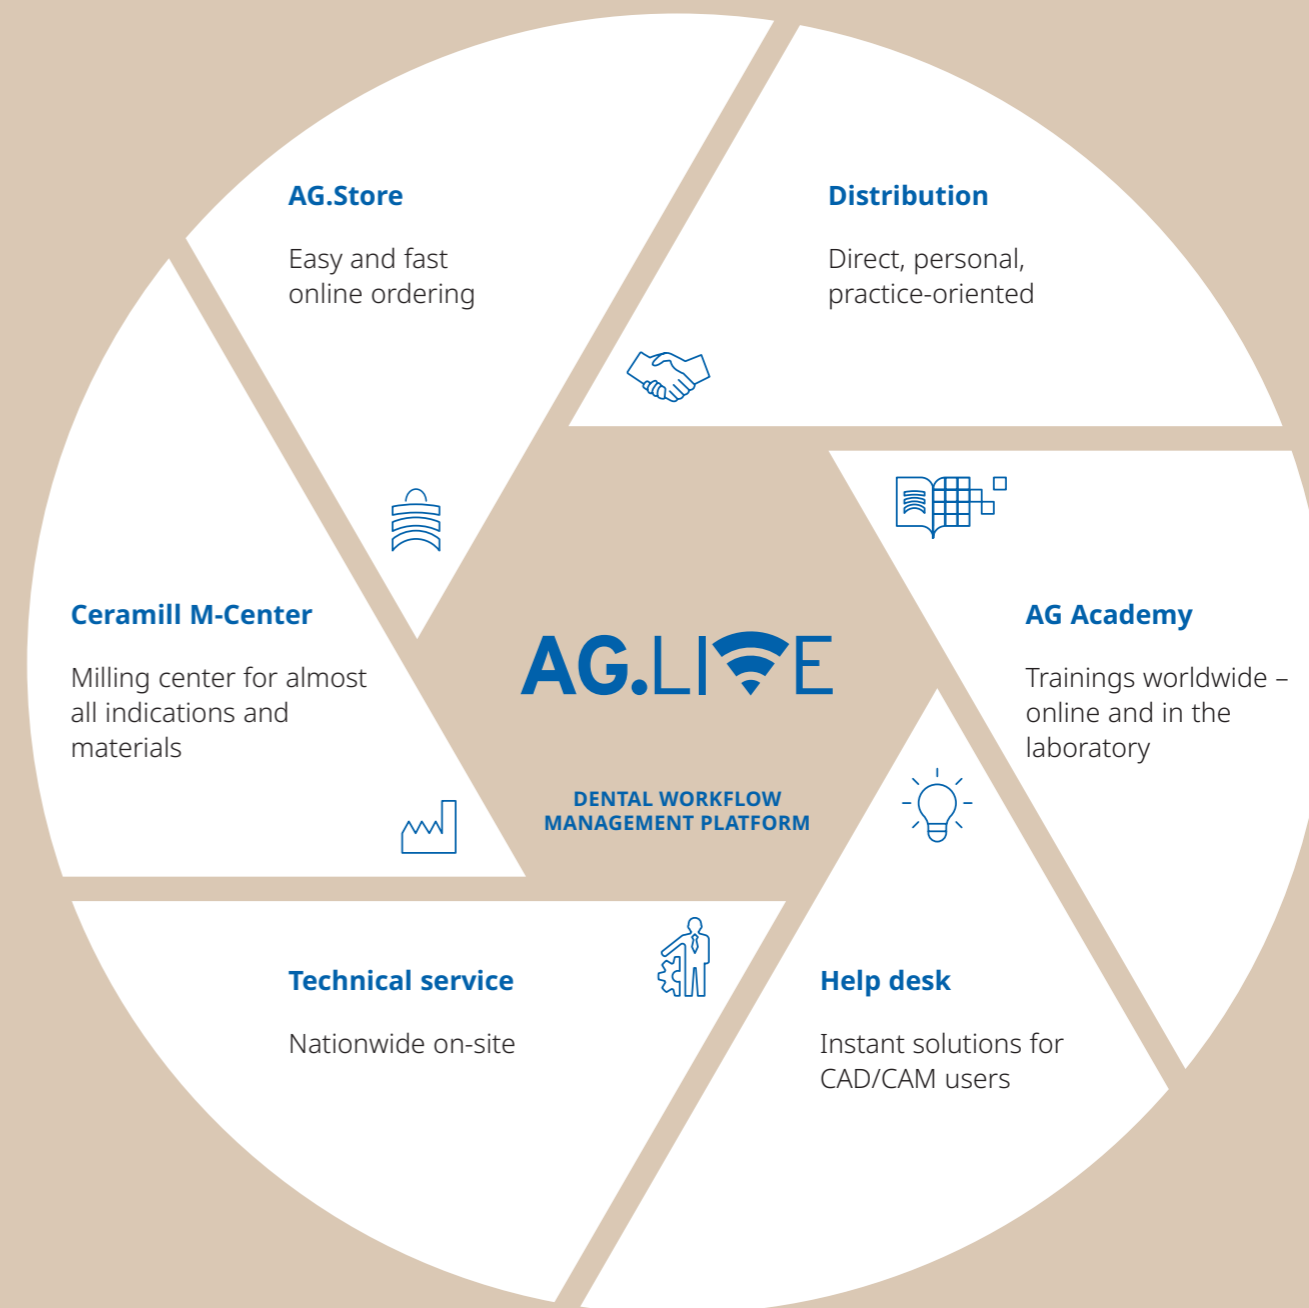 AG.Store
Easy and fast
online ordering
Distribution
Direct, personal,
practice-oriented
Ceramill M-Center
Milling center for almost
all indications and
materials
AG.LIVE
DENTAL WORKFLOW
MANAGEMENT PLATFORM
AG Academy
Trainings worldwide –
online and in the
laboratory
Technical service
Nationwide on-site
Help desk
Instant solutions for
CAD/CAM users